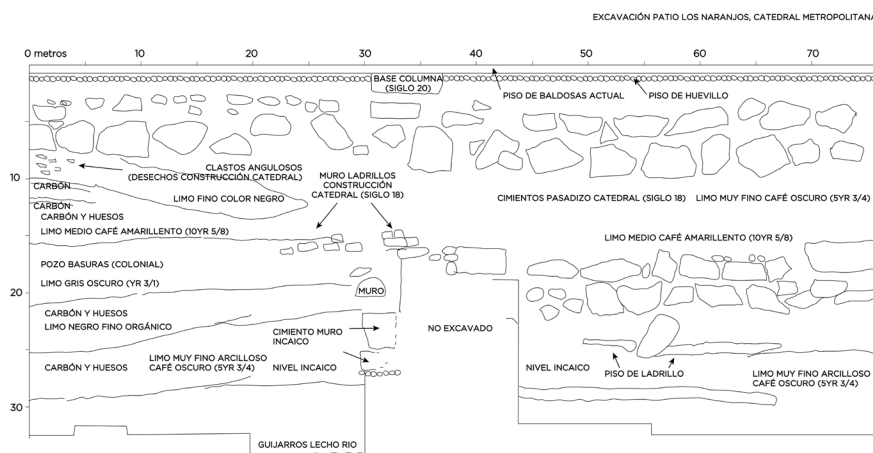 EXCAVACIÓN PATIO LOS NARANJOS, CATEDRAL METROPOLITANA
0 metros 10 20 30 40 50 60 70
BASE COLUMNA
(SIGLO 20)
PISO DE BALDOSAS ACTUAL
PISO DE HUEVILLO
CLASTOS ANGULOSOS
(DESECHOS CONSTRUCCIÓN CATEDRAL)
MURO LADRILLOS
CONSTRUCCIÓN
CATEDRAL (SIGLO 18)
10
CARBÓN
LIMO FINO COLOR NEGRO
CIMIENTOS PASADIZO CATEDRAL (SIGLO 18)
LIMO MUY FINO CAFÉ OSCURO (5YR 3/4)
CARBÓN
CARBÓN Y HUESOS
LIMO MEDIO CAFÉ AMARILLENTO (10YR 5/8)
LIMO MEDIO CAFÉ AMARILLENTO (10YR 5/8)
POZO BASURAS (COLONIAL)
LIMO GRIS OSCURO (YR 3/1)
MURO
20
CARBÓN Y HUESOS
LIMO NEGRO FINO ORGÁNICO
CIMIENTO MURO
INCAICO
NO EXCAVADO
LIMO MUY FINO ARCILLOSO
CAFÉ OSCURO (5YR 3/4)
CARBÓN Y HUESOS
NIVEL INCAICO
NIVEL INCAICO
PISO DE LADRILLO
LIMO MUY FINO ARCILLOSO
CAFÉ OSCURO (5YR 3/4)
30
GUIJARROS LECHO RIO